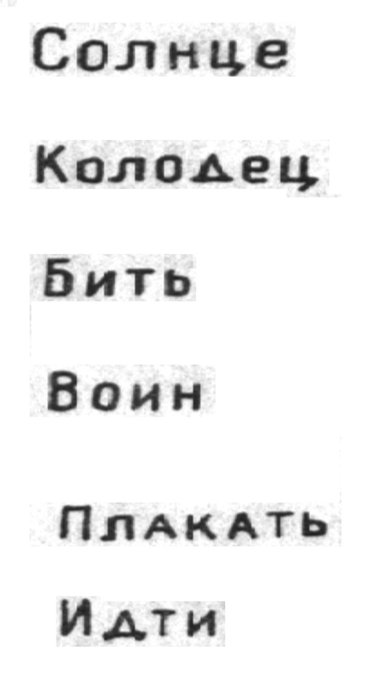 Солнце
Колодец
Бить
Воин
Плакать
Идти